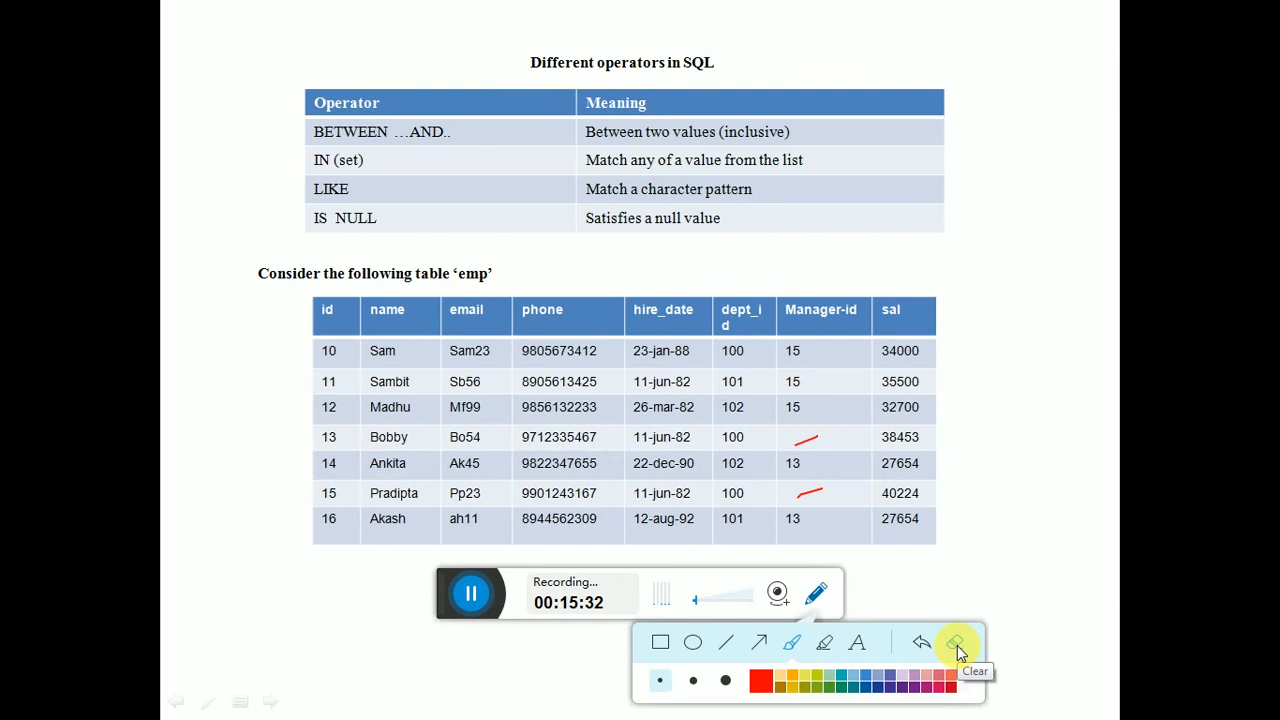 Different operators in SQL
Operator Meaning
BETWEEN ...AND.. Between two values (inclusive)
IN (set) Match any of a value from the list
LIKE Match a character pattern
IS NULL Satisfies a null value
Consider the following table ‘emp’
id name email phone hire_date dept_i Manager-id sal
d
10 Sam Sam23 9805673412 23-jan-88 100 15 34000
11 Sambit Sb56 8905613425 11-jun-82 101 15 35500
12 Madhu Mf99 9856132233 26-mar-82 102 15 32700
13 Bobby Bo54 9712335467 11-jun-82 100 38453
14 Ankita Ak45 9822347655 22-dec-90 102 13 27654
15 Pradipta Pp23 9901243167 11-jun-82 100 40224
16 Akash ah11 8944562309 12-aug-92 101 13 27654
Recording...
00:15:32
A
Clear